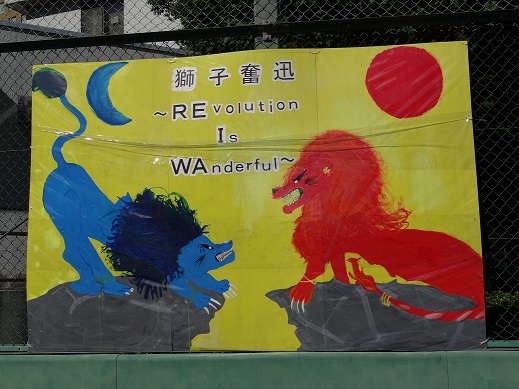 獅子奮迅
~REvolution
Is
WAnderful~